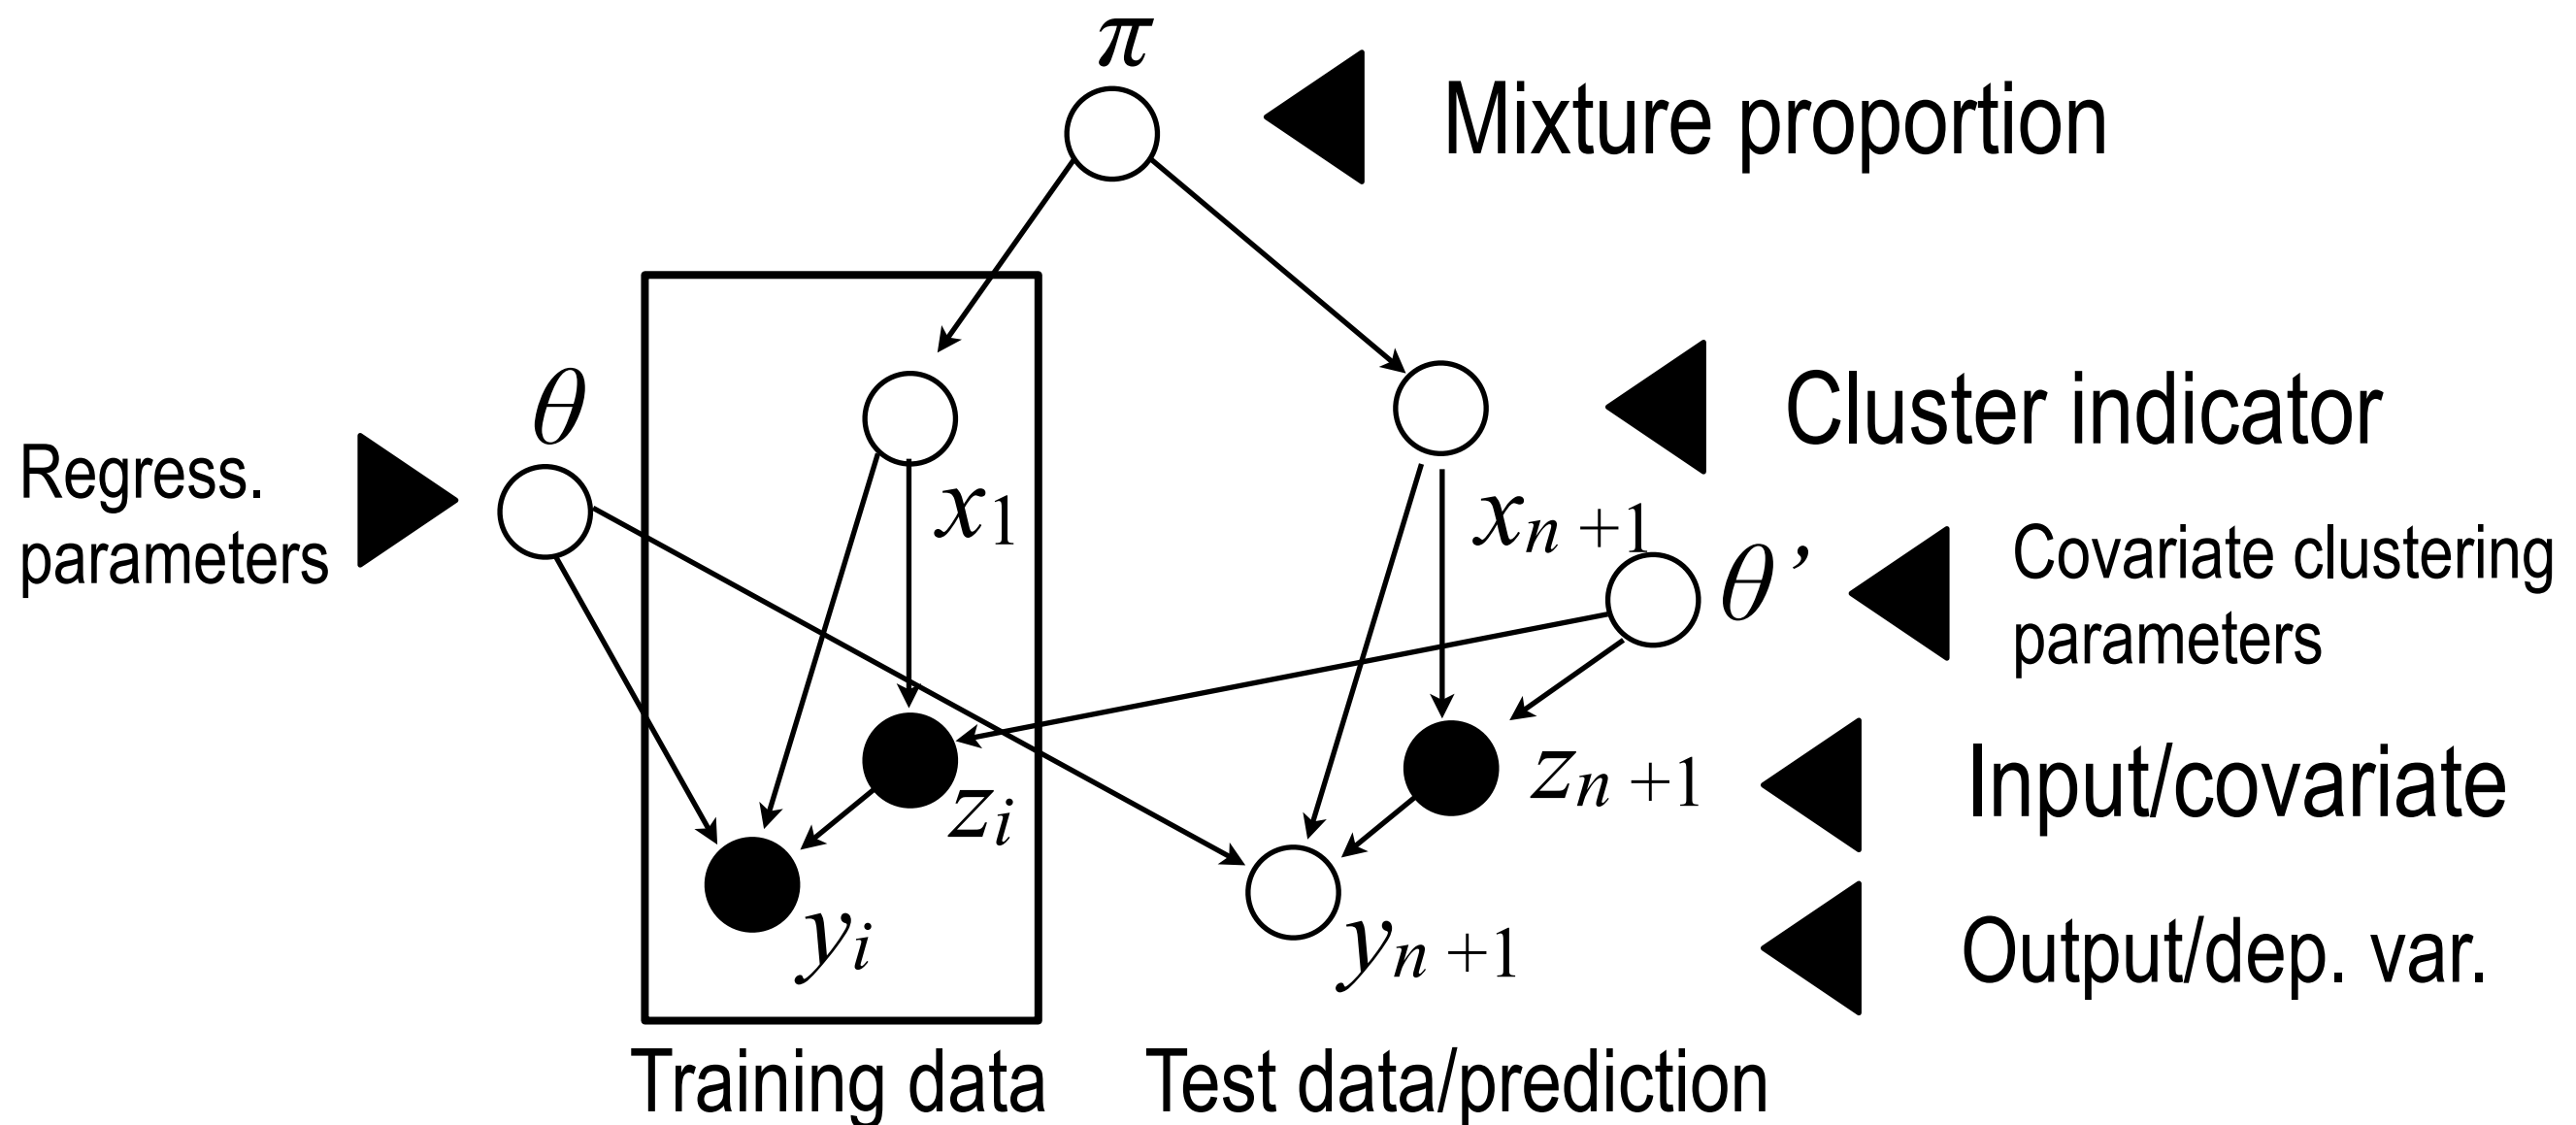 π
Mixture proportion
θ
Cluster indicator
Regress.
parameters
x1
xn +1
θ’
Covariate clustering
parameters
zi
zn +1
Input/covariate
yi
yn +1
Output/dep. var.
Training data
Test data/prediction